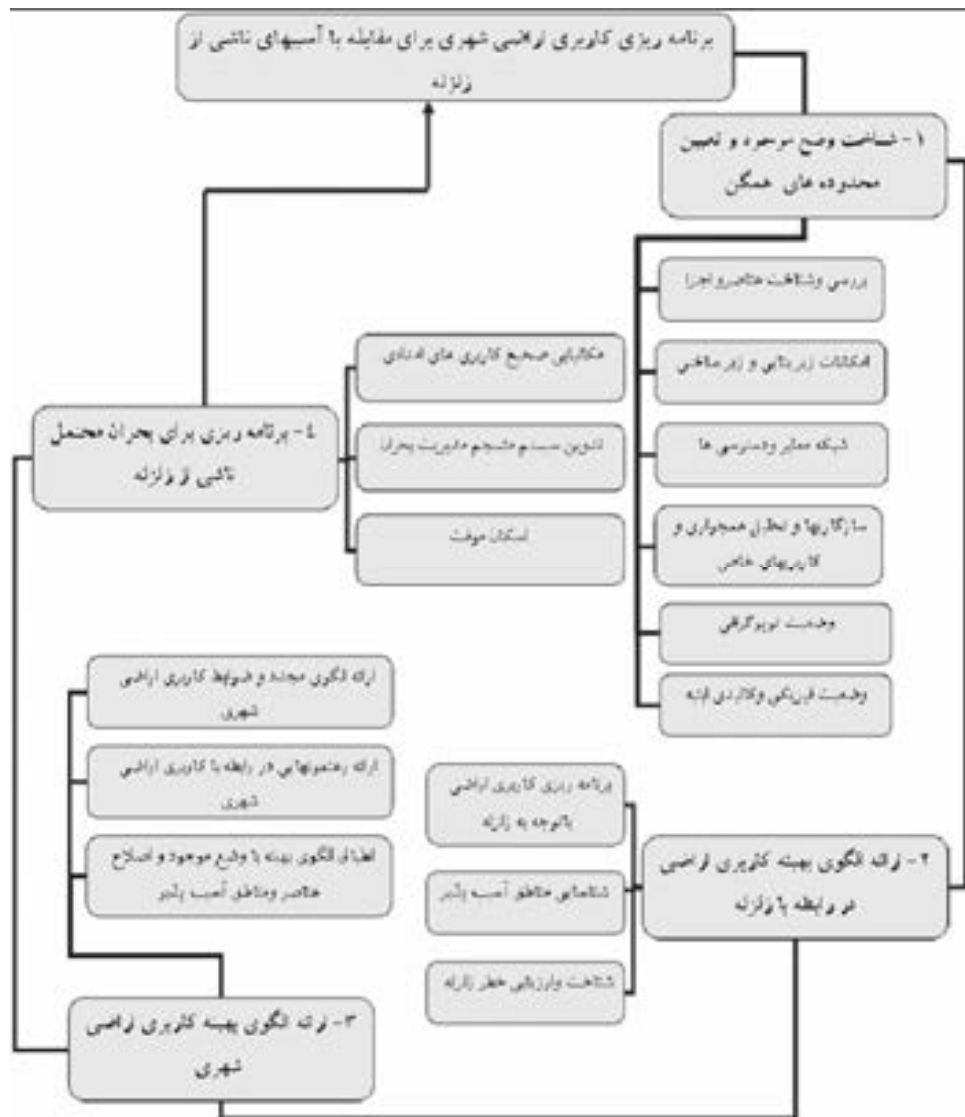 برنامه ریزی کاربری اراضی شهری برای مقابله با آسیبهای ناشی از
زلزله
۱- شناخت وضع موجود و تعیین
محدوده های همگن
بررسی وشناخت عناصرو اجزا
امکانات زیربنایی و زیر ساختی
شبکه معابر ودسترسی ها
سازگاریها و تحلیل همجواری و
کاربریهای خاص
وضعیت توپوگرافی
وضعیت فیزیکی وکالبدی ابنیه
۲- ارائه الگوی بهینه کاربری اراضی
در رابطه با زلزله
برنامه ریزی کاربری اراضی
باتوجه به زلزله
شناسایی مناطق آسیب پذیر
شناخت وارزیابی خطر زلزله
۳- ارائه الگوی بهینه کاربری اراضی
شهری
ارائه الگوی مجدد و ضوابط کاربری اراضی
شهری
ارائه رهنمونهایی در رابطه با کاربری اراضی
شهری
انطباق الگوی بهینه با وضع موجود و اصلاح
عناصر ومناطق آسیب پذیر
٤- برنامه ریزی برای بحران محتمل
ناشی از زلزله
مکانیابی صحیح کاربری های امدادی
تدوین سیستم منسجم مدیریت بحران
اسکان موقت